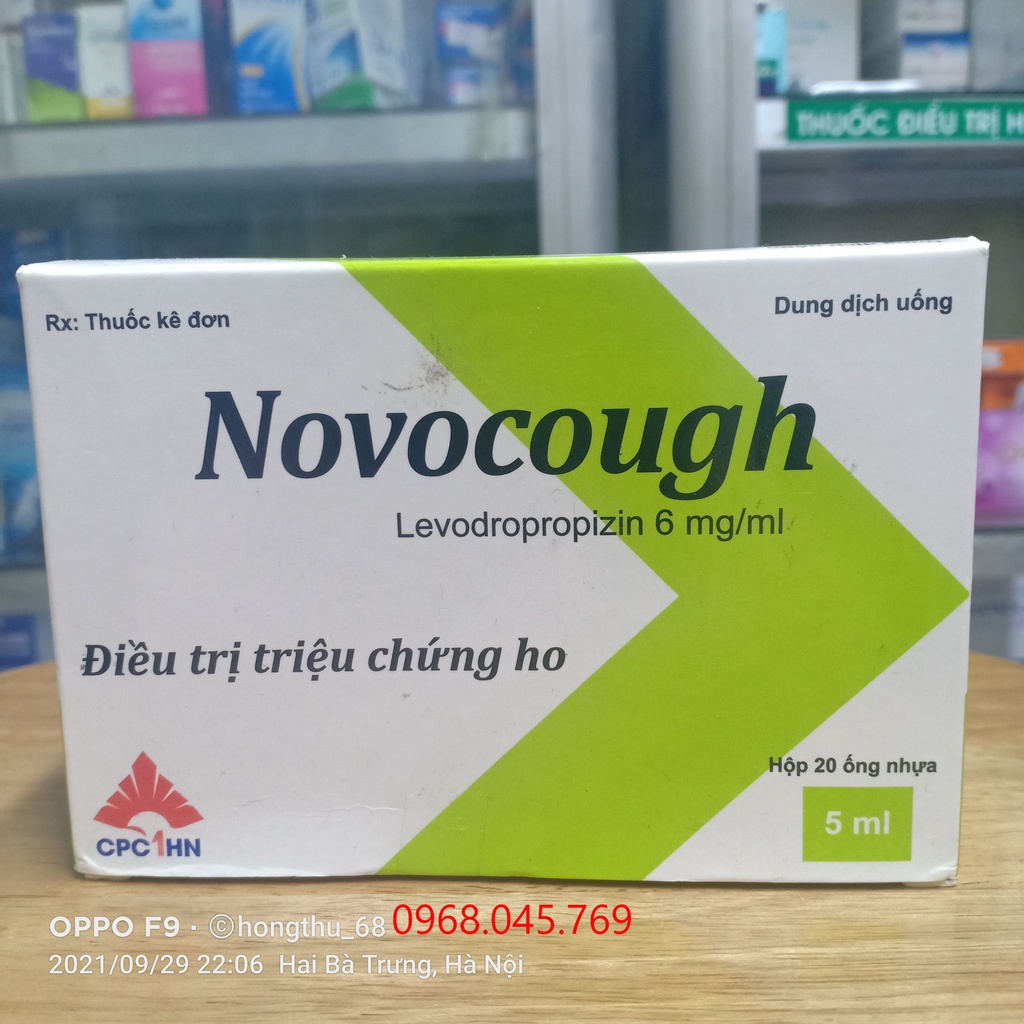 THUỐC ĐIỀU TRỊ H
Rx: Thuốc kê đơn
Dung dịch uống
Novocough
Levodropropizin 6 mg/ml
Điều trị triệu chứng ho
Hộp 20 ống nhựa
5 ml
CPC1HN
OPPO F9 · ©hongthu_68 0968.045.769
2021/09/29 22:06 Hai Bà Trưng, Hà Nội